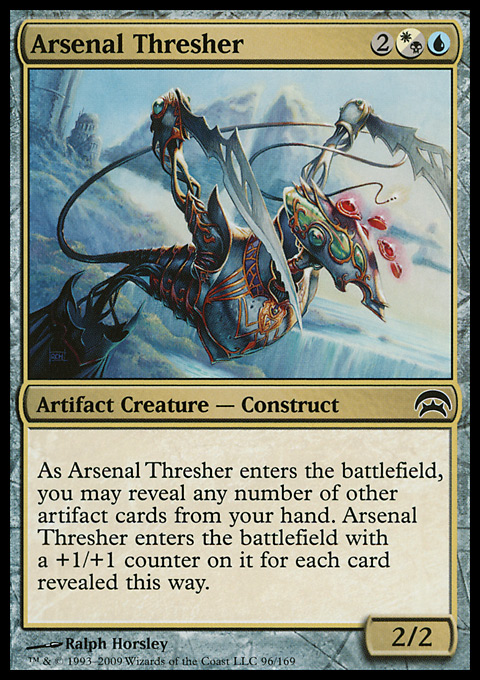 Arsenal Thresher 2
Artifact Creature — Construct
As Arsenal Thresher enters the battlefield,
you may reveal any number of other
artifact cards from your hand. Arsenal
Thresher enters the battlefield with
a +1/+1 counter on it for each card
revealed this way.
2/2
Ralph Horsley
™ & © 1993–2009 Wizards of the Coast LLC 96/169